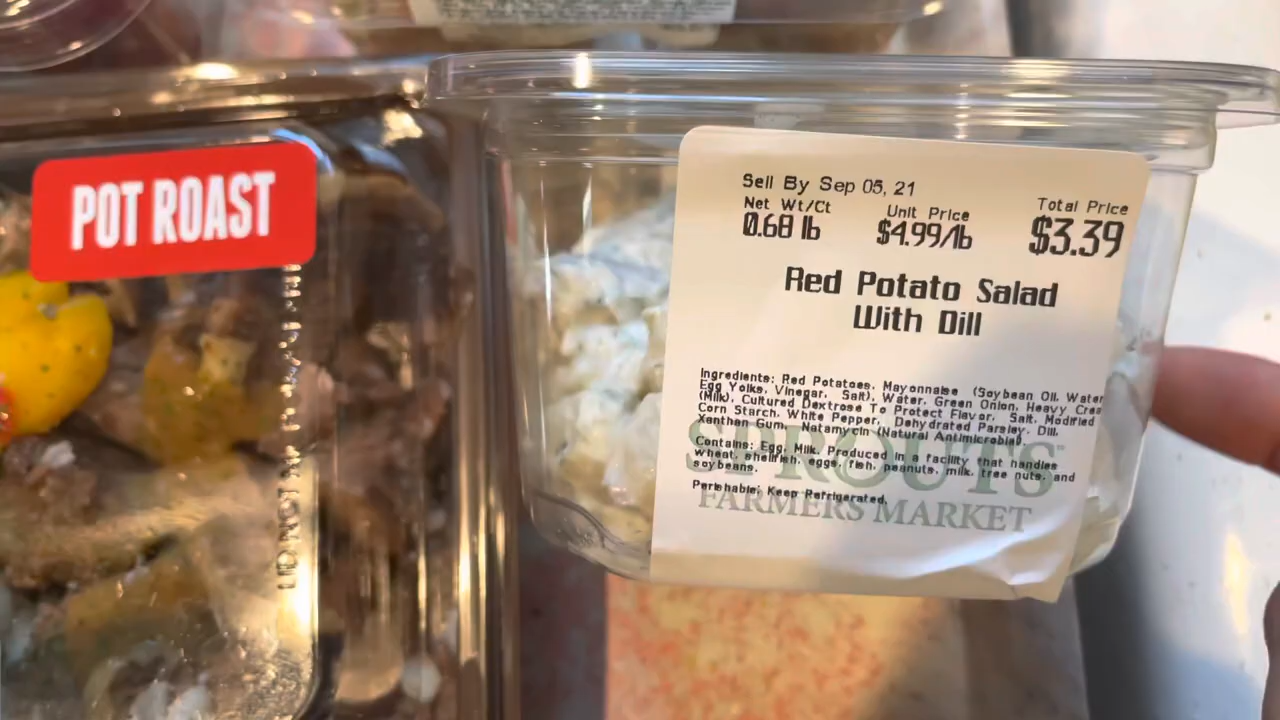 POT ROAST
Sell By Sep 05, 21
Net Wt/Ct Unit Price Total Price
0.68 lb $4.99/lb $3.39
Red Potato Salad
With Dill
Ingredients: Red Potatoes, Mayonnaise (Soybean Oil, Water
Egg Yolks, Vinegar, Salt), Water, Green Onion, Heavy Crea
(Milk), Cultured Dextrose To Protect Flavor, Salt, Modified
Corn Starch, White Pepper, Dehydrated Parsley, Dill,
Xanthan Gum, Natamycin (Natural Antimicrobial).
Contains: Egg, Milk. Produced in a facility that handles
wheat, shellfish, eggs, fish, peanuts, milk, tree nuts, and
soybeans.
Perishable; Keep Refrigerated.
SPROUTS
FARMERS MARKET